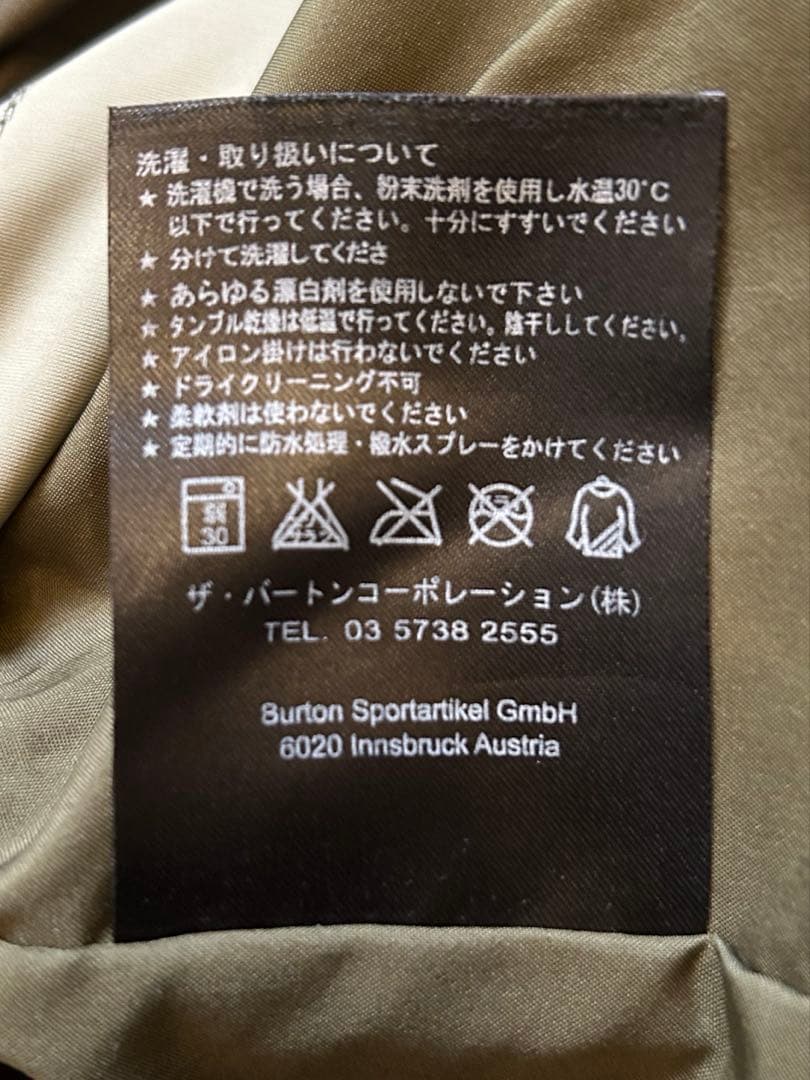 洗濯・取り扱いについて
★ 洗濯機で洗う場合、粉末洗剤を使用し水温30°C
以下で行ってください。十分にすすいでください
★ 分けて洗濯してくださ
★ あらゆる漂白剤を使用しないで下さい
★ タンブル乾燥は低温で行ってください。陰干ししてください。
★ アイロン掛けは行わないでください
★ ドライクリーニング不可
★ 柔軟剤は使わないでください
★ 定期的に防水処理・撥水スプレーをかけてください
30
ザ・バートンコーポレーション(株)
TEL. 03 5738 2555
Burton Sportartikel GmbH
6020 Innsbruck Austria